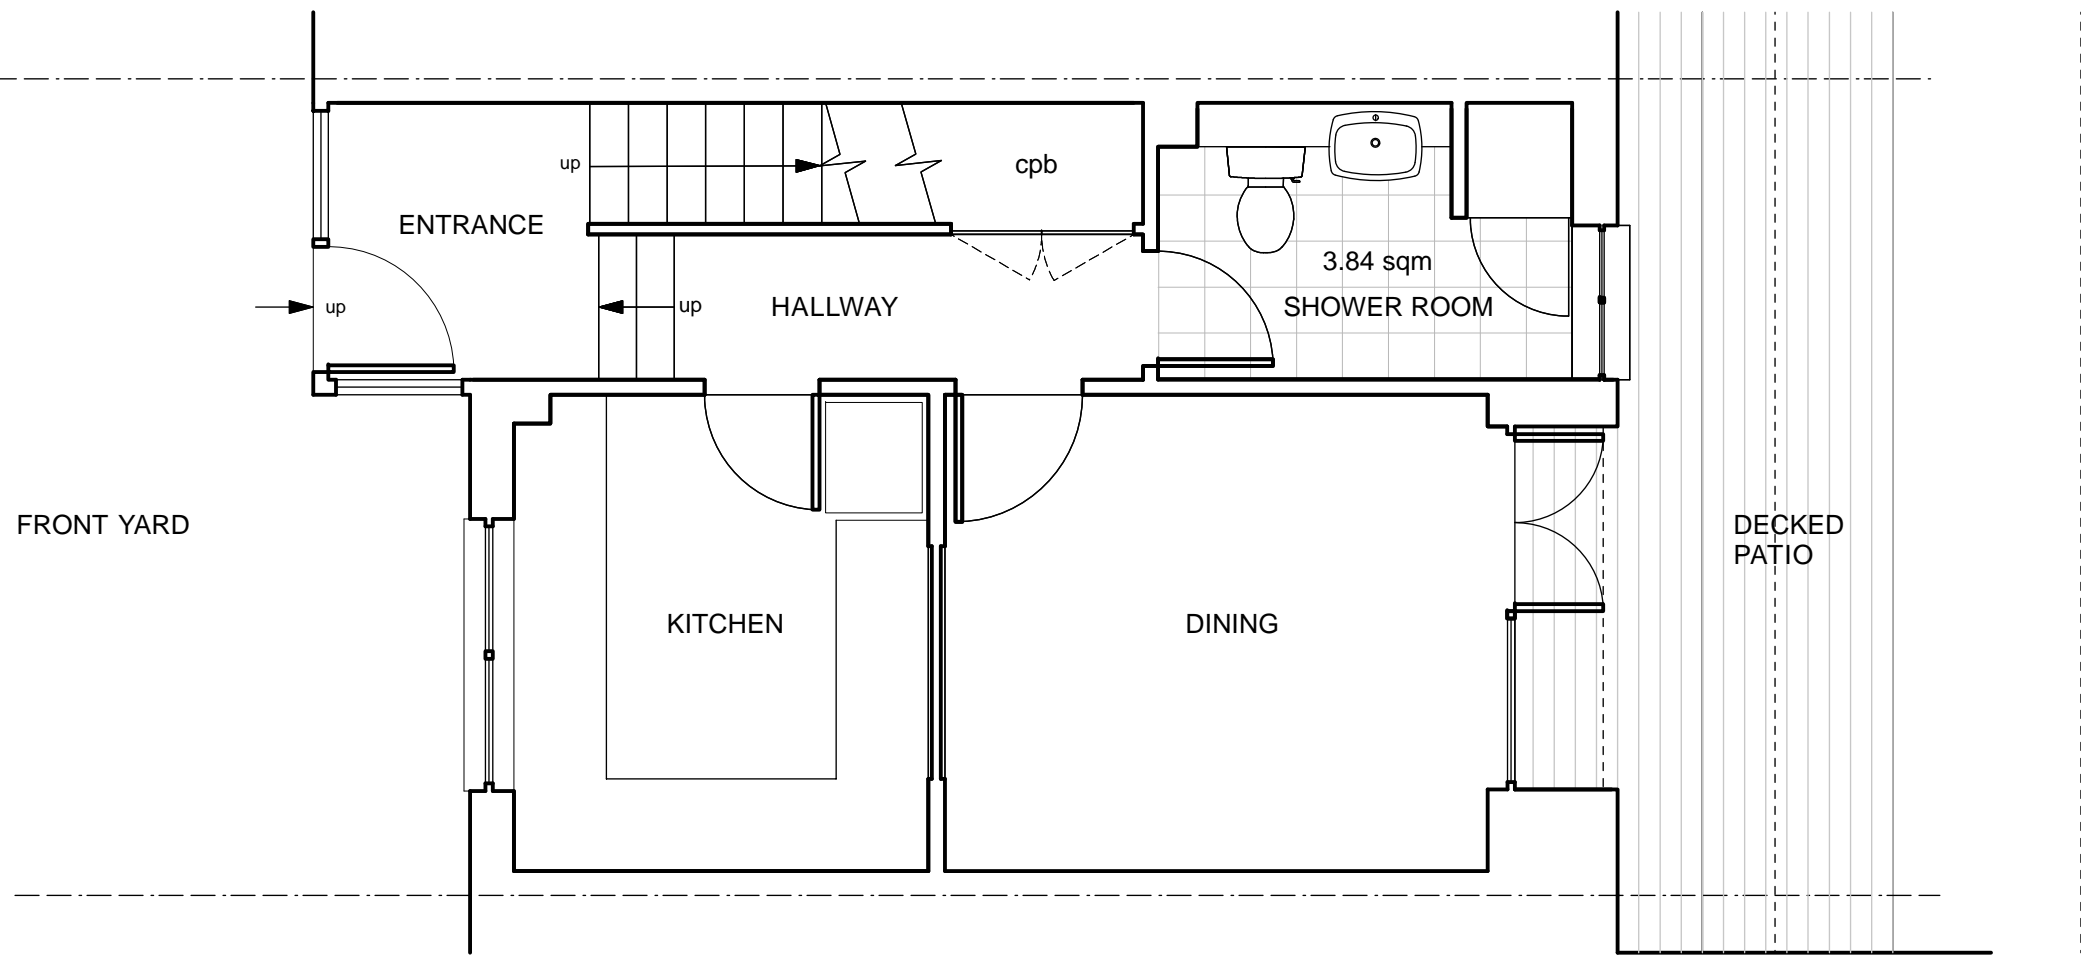 up
cpb
ENTRANCE
3.84 sqm
up
up
HALLWAY
SHOWER ROOM
FRONT YARD
DECKED
PATIO
KITCHEN
DINING